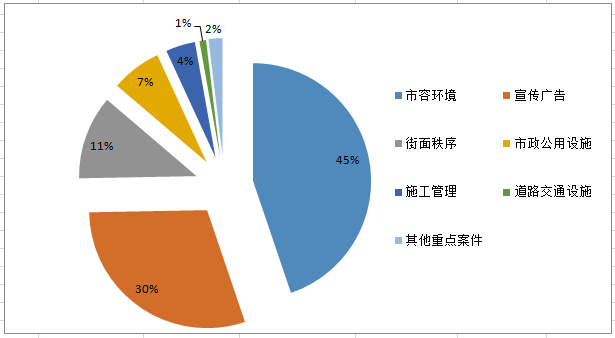 1%
2%
4%
7%
11%
45%
30%
市容环境
宣传广告
街面秩序
市政公用设施
施工管理
道路交通设施
其他重点案件